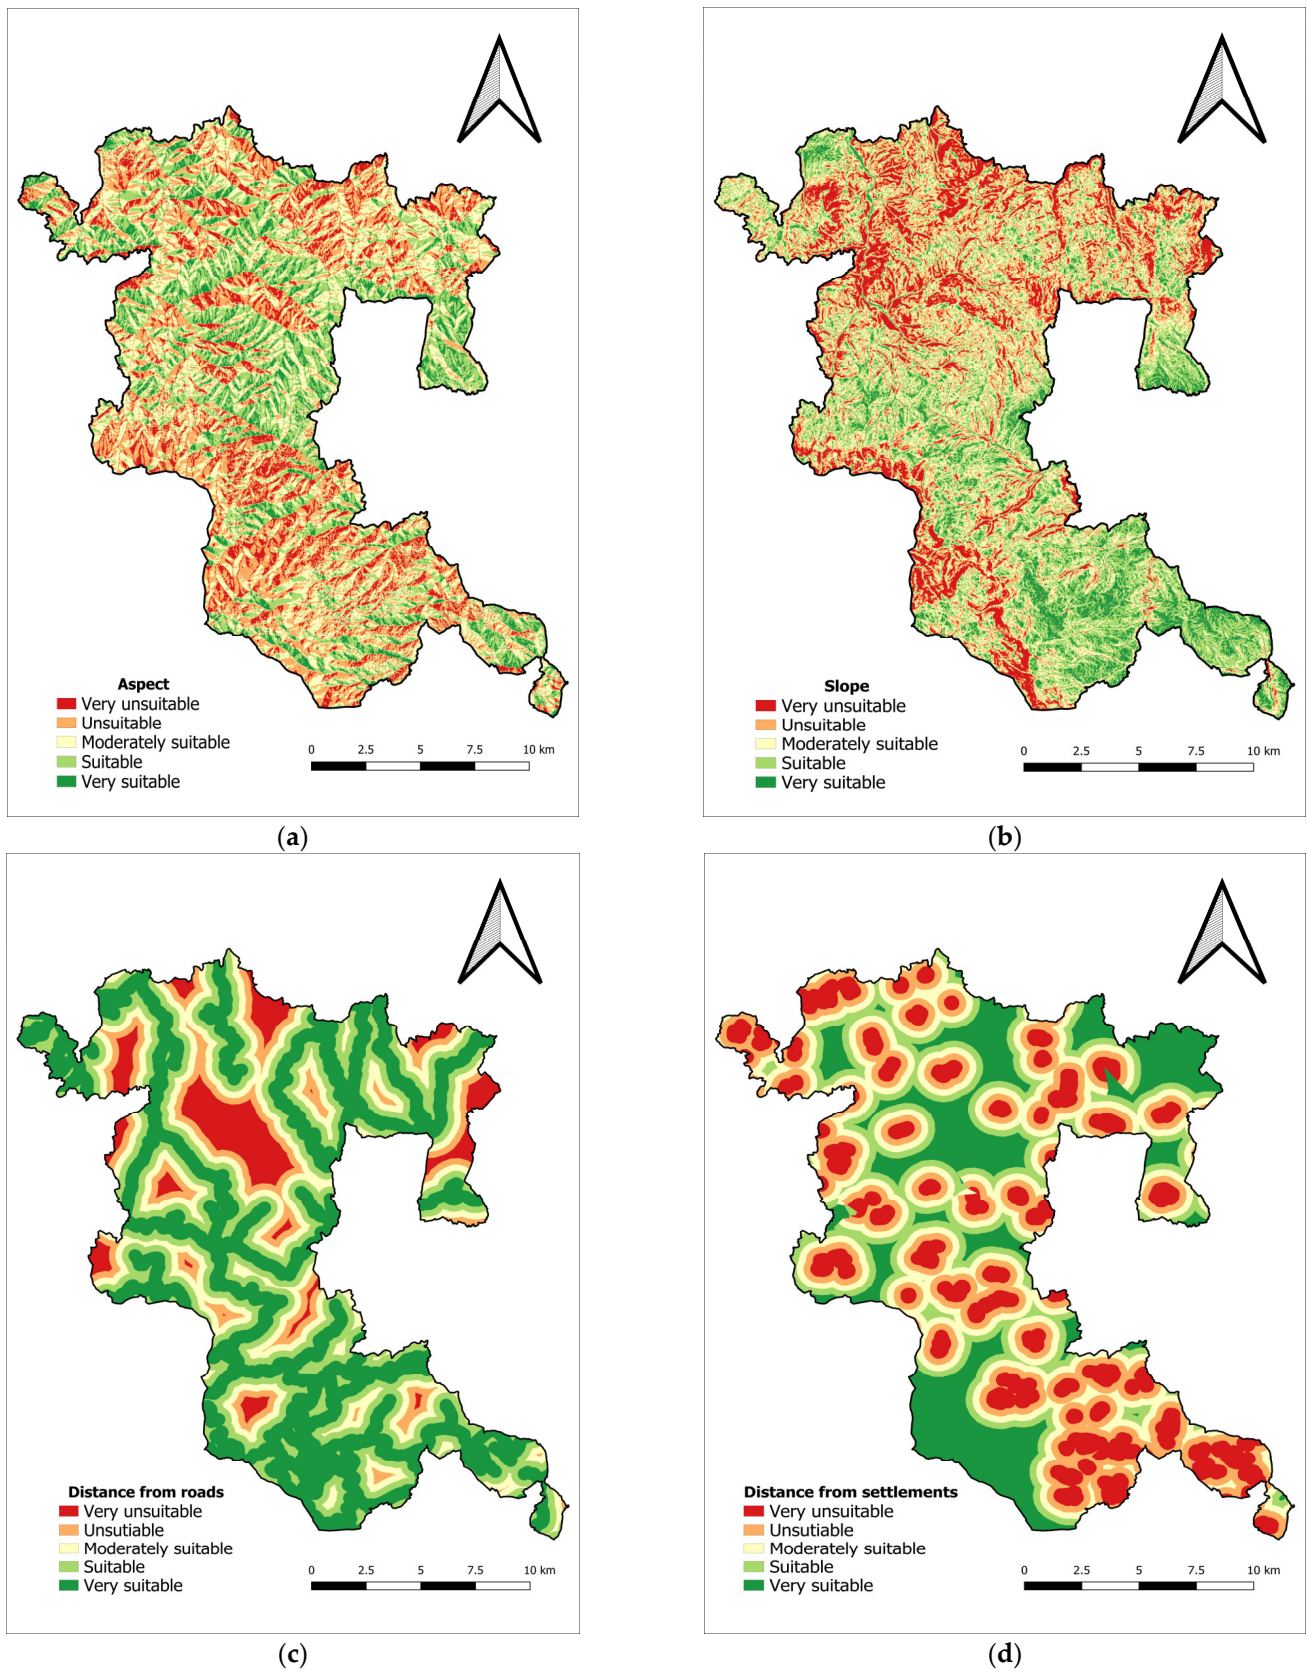 Aspect
Very unsuitable
Unsuitable
Moderately suitable
Suitable
Very suitable
0 2.5 5 7.5 10 km
(a)
Slope
Very unsuitable
Unsuitable
Moderately suitable
Suitable
Very suitable
0 2.5 5 7.5 10 km
(b)
Distance from roads
Very unsuitable
Unsutiable
Moderately suitable
Suitable
Very suitable
0 2.5 5 7.5 10 km
(c)
Distance from settlements
Very unsuitable
Unsutiable
Moderately suitable
Suitable
Very suitable
0 2.5 5 7.5 10 km
(d)